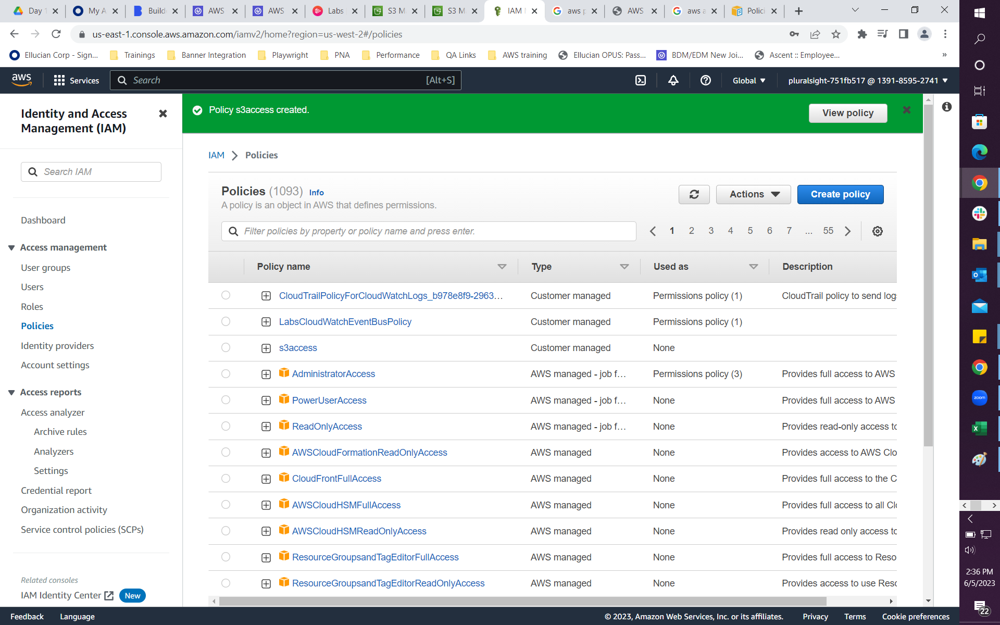 Day 1
My A
Build
AWS
AWS
Labs
S3 M
S3 M
IAM
aws p
AWS
aws a
Polici
us-east-1.console.aws.amazon.com/iamv2/home?region=us-west-2#/policies
Ellucian Corp - Sign...
Trainings
Banner Integration
Playwright
PNA
Performance
QA Links
AWS training
Ellucian OPUS: Pass...
BDM/EDM New Joi...
Ascent :: Employee...
»
aws
Services
Search
[Alt+S]
Global
pluralsight-751fb517 @ 1391-8595-2741
Identity and Access
Management (IAM)
Search IAM
Dashboard
Access management
User groups
Users
Roles
Policies
Identity providers
Account settings
Access reports
Access analyzer
Archive rules
Analyzers
Settings
Credential report
Organization activity
Service control policies (SCPs)
Related consoles
IAM Identity Center
New
Policy s3access created.
View policy
IAM > Policies
Policies (1093) Info
A policy is an object in AWS that defines permissions.
Actions
Create policy
Filter policies by property or policy name and press enter.
1 2 3 4 5 6 7 ... 55
Policy name Type Used as Description
CloudTrailPolicyForCloudWatchLogs_b978e8f9-2963... Customer managed Permissions policy (1) CloudTrail policy to send log
LabsCloudWatchEventBusPolicy Customer managed Permissions policy (1)
s3access Customer managed None
AdministratorAccess AWS managed - job f... Permissions policy (3) Provides full access to AWS
PowerUserAccess AWS managed - job f... None Provides full access to AWS
ReadOnlyAccess AWS managed - job f... None Provides read-only access to
AWSCloudFormationReadOnlyAccess AWS managed None Provides access to AWS Clo
CloudFrontFullAccess AWS managed None Provides full access to the C
AWSCloudHSMFullAccess AWS managed None Provides full access to all Cl
AWSCloudHSMReadOnlyAccess AWS managed None Provides read only access to
ResourceGroupsandTagEditorFullAccess AWS managed None Provides full access to Reso
ResourceGroupsandTagEditorReadOnlyAccess AWS managed None Provides access to use Reso
Feedback
Language
© 2023, Amazon Web Services, Inc. or its affiliates.
Privacy
Terms
Cookie preferences
zoom
2:36 PM
6/5/2023
22